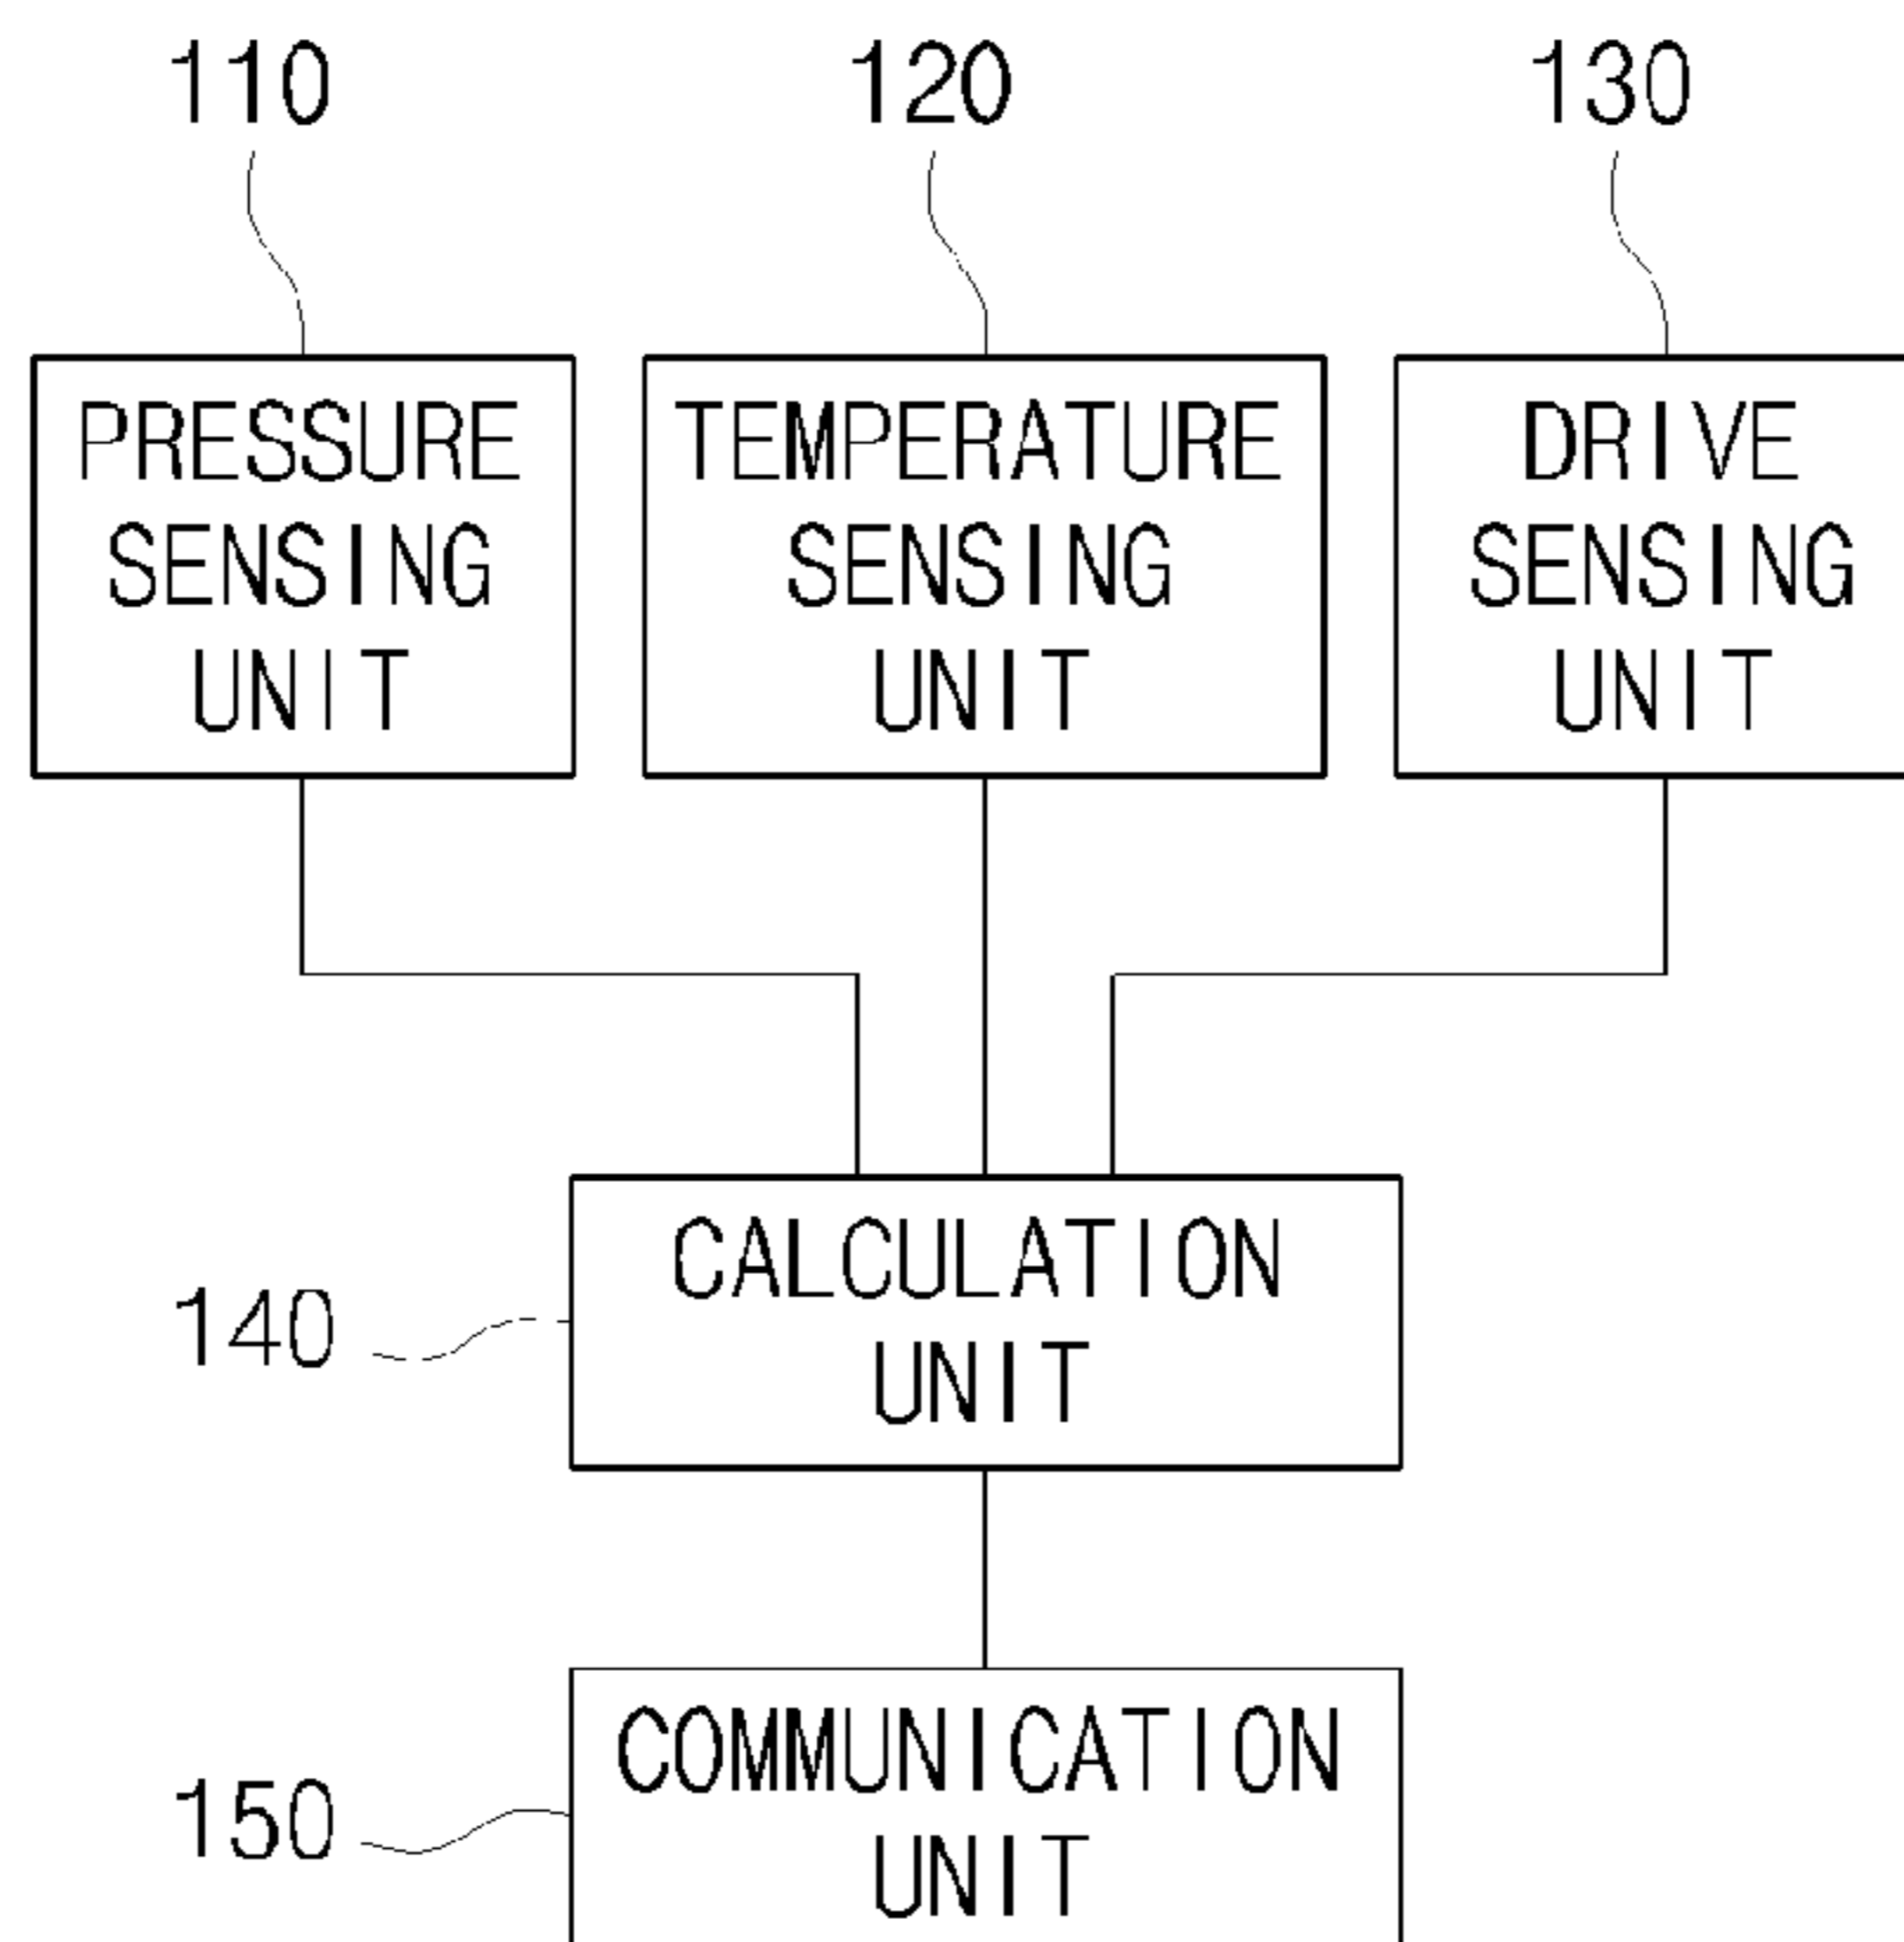 110
120
130
PRESSURE
SENSING
UNIT
TEMPERATURE
SENSING
UNIT
DRIVE
SENSING
UNIT
140
CALCULATION
UNIT
150
COMMUNICATION
UNIT